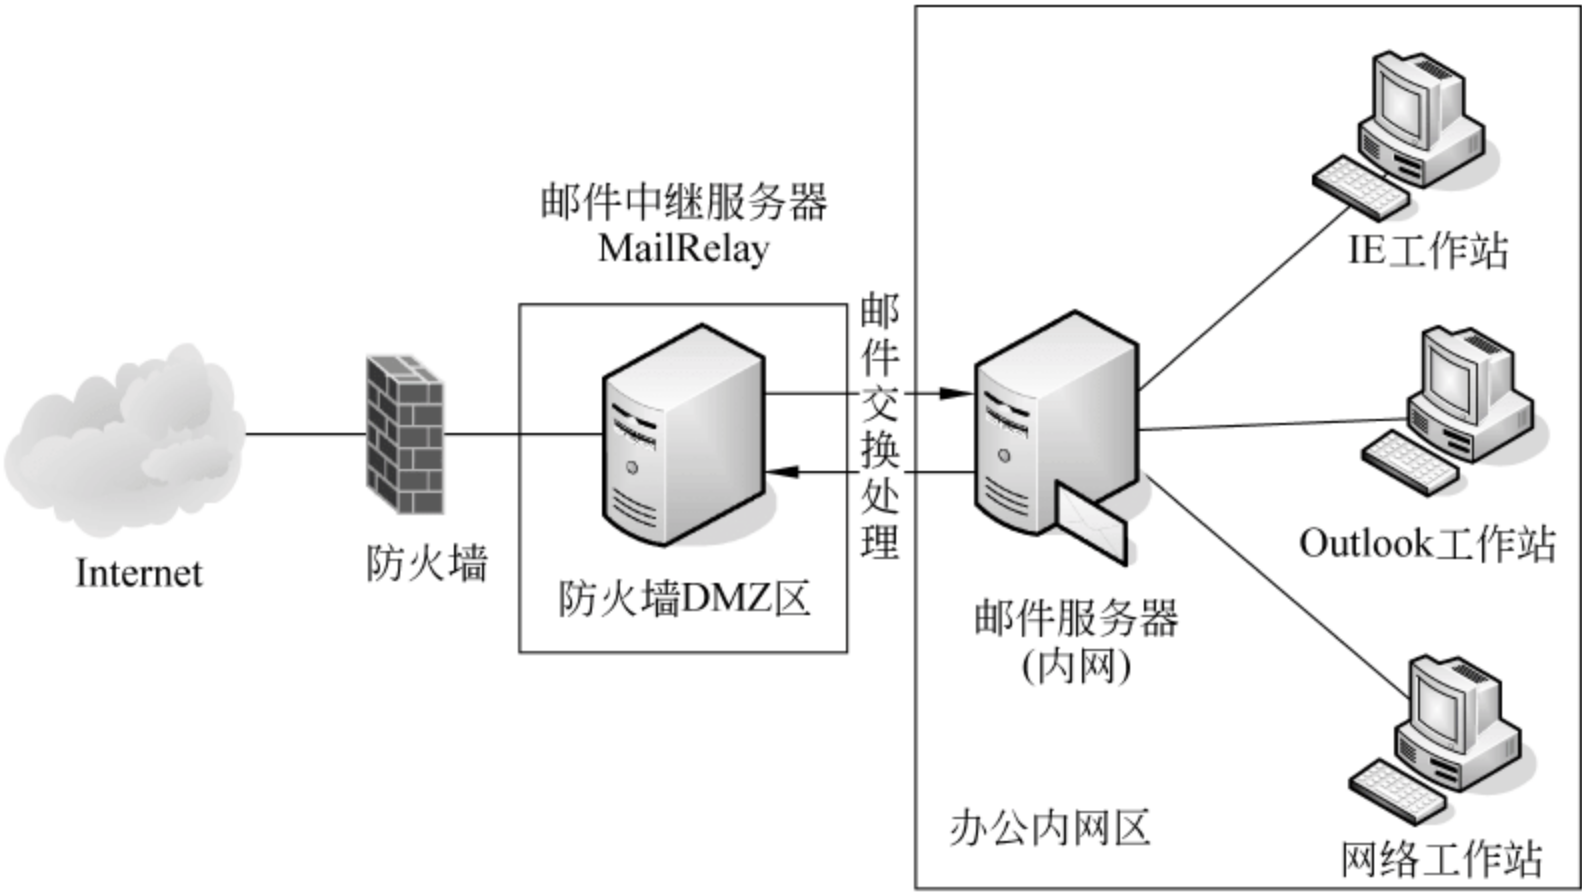 Internet
防火墙
邮件中继服务器
MailRelay
防火墙DMZ区
邮件交换处理
邮件服务器
(内网)
IE工作站
Outlook工作站
网络工作站
办公内网区